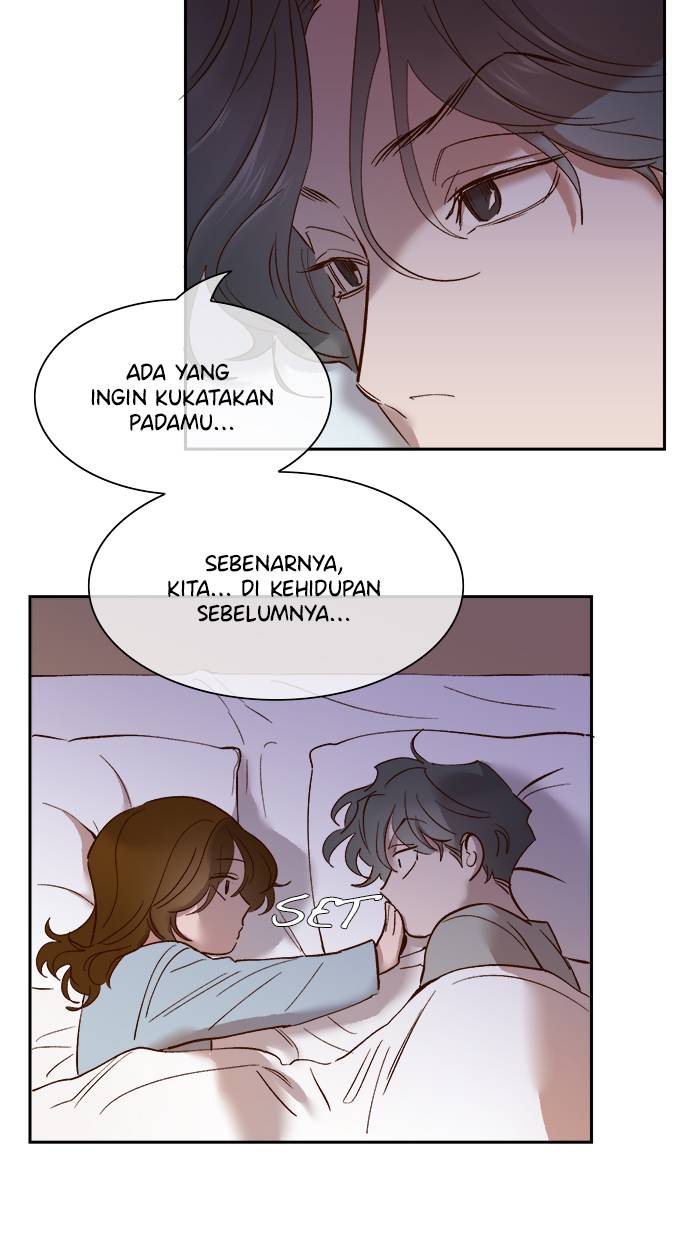 ADA YANG
INGIN KUKATAKAN
PADAMU...
SEBENARNYA,
KITA... DI KEHIDUPAN
SEBELUMNYA...
SET